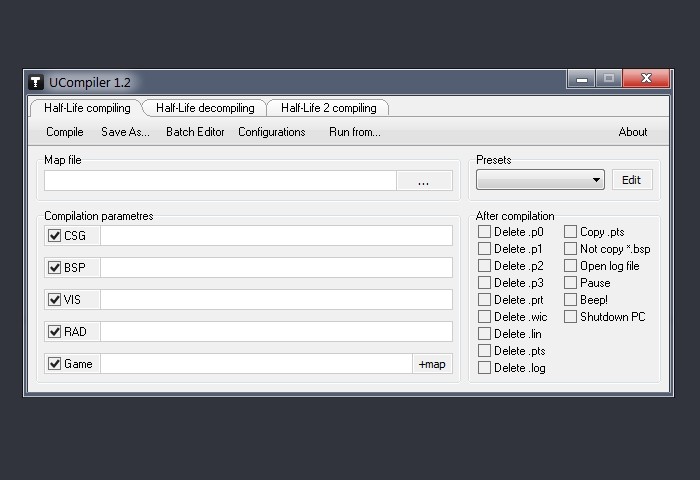 UCompiler 1.2
Half-Life compiling Half-Life decompiling Half-Life 2 compiling
Compile Save As... Batch Editor Configurations Run from... About
Map file
...
Presets
Edit
Compilation parametres
CSG
BSP
VIS
RAD
Game +map
After compilation
Delete .p0 Copy .pts
Delete .p1 Not copy *.bsp
Delete .p2 Open log file
Delete .p3 Pause
Delete .prt Beep!
Delete .wic Shutdown PC
Delete .lin
Delete .pts
Delete .log